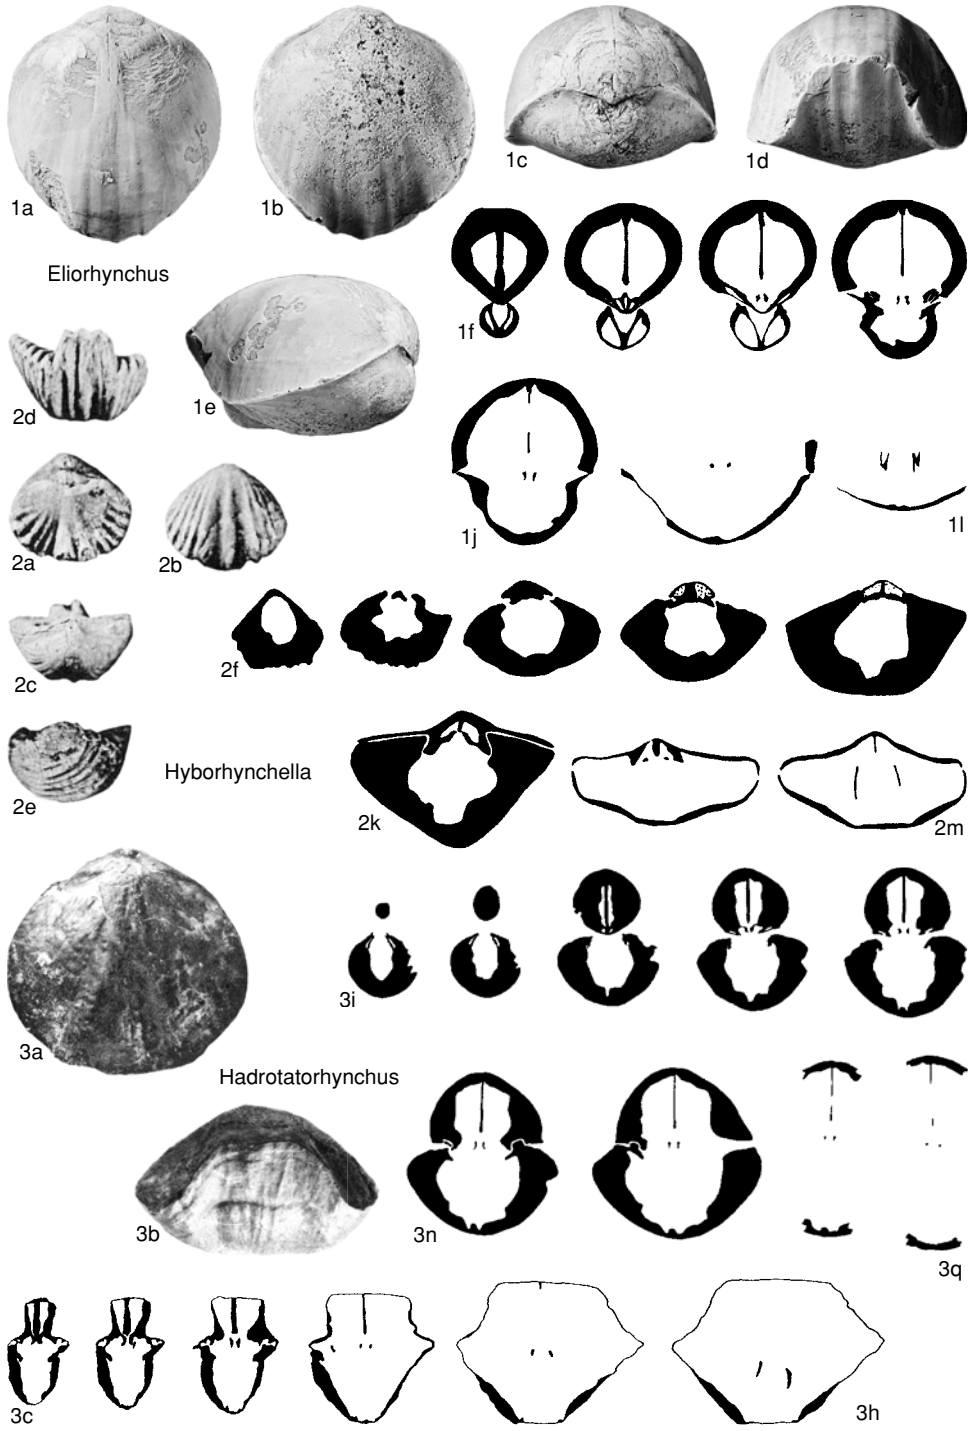 1a
1b
1c
1d
Eliorhynchus
1f
2d
1e
1j
1l
2a
2b
2c
2f
2e
Hyborhynchella
2k
2m
3i
3a
Hadrotatorhynchus
3b
3n
3q
3c
3h